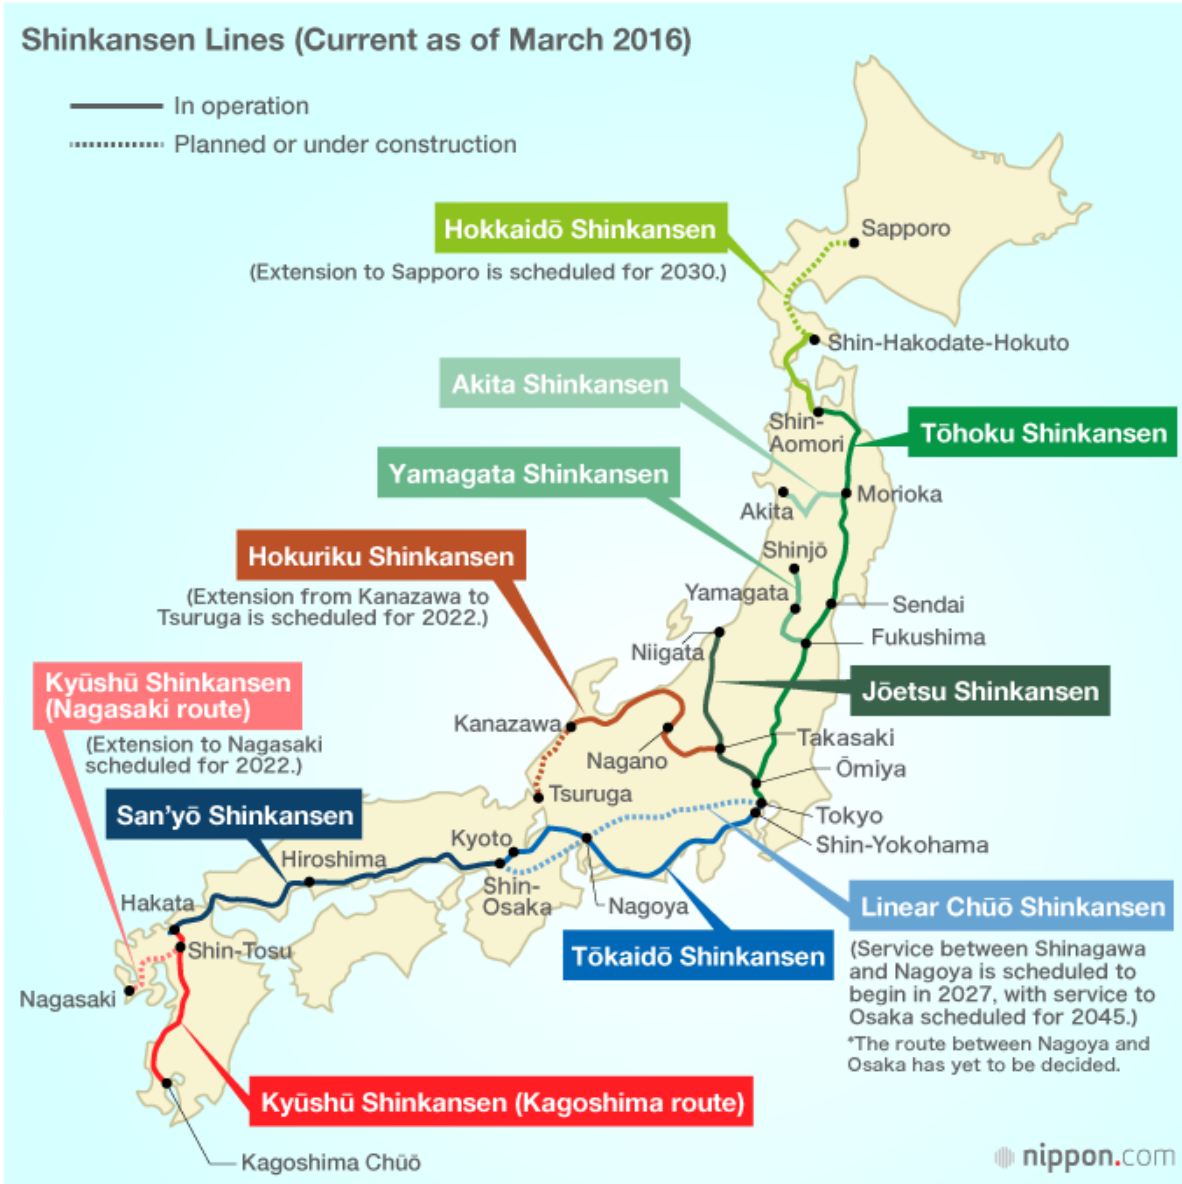 Shinkansen Lines (Current as of March 2016)
In operation
Planned or under construction
Hokkaidō Shinkansen
(Extension to Sapporo is scheduled for 2030.)
Sapporo
Shin-Hakodate-Hokuto
Akita Shinkansen
Shin-
Aomori
Tōhoku Shinkansen
Yamagata Shinkansen
Akita
Morioka
Hokuriku Shinkansen
(Extension from Kanazawa to
Tsuruga is scheduled for 2022.)
Shinjō
Yamagata
Sendai
Fukushima
Niigata
Kyūshū Shinkansen
(Nagasaki route)
(Extension to Nagasaki
scheduled for 2022.)
Jōetsu Shinkansen
Kanazawa
Nagano
Takasaki
Ōmiya
Tsuruga
San'yō Shinkansen
Tokyo
Shin-Yokohama
Kyoto
Hiroshima
Shin-
Osaka
Nagoya
Hakata
Shin-Tosu
Nagasaki
Tōkaidō Shinkansen
Linear Chūō Shinkansen
(Service between Shinagawa
and Nagoya is scheduled to
begin in 2027, with service to
Osaka scheduled for 2045.)
*The route between Nagoya and
Osaka has yet to be decided.
Kyūshū Shinkansen (Kagoshima route)
Kagoshima Chūō
nippon.com